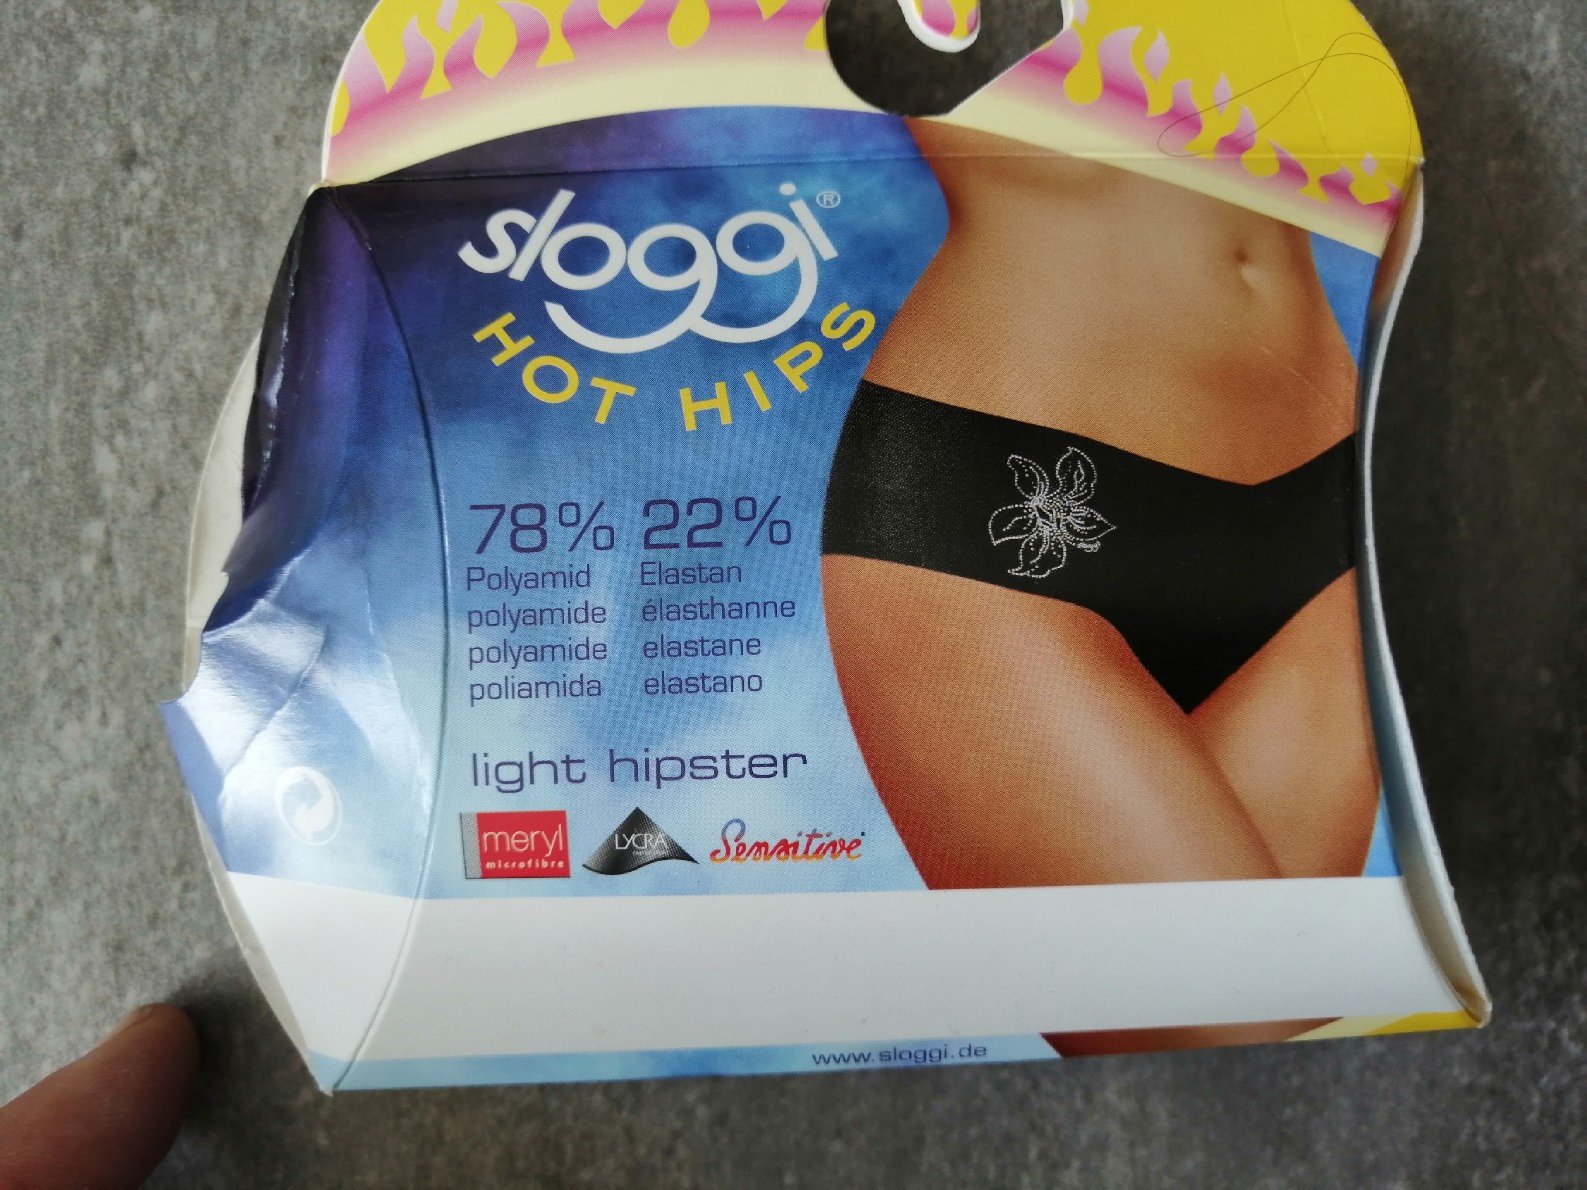 sloggi®
HOT HIPS
78% 22%
Polyamid Elastan
polyamide élasthanne
polyamide elastane
poliamida elastano
light hipster
meryl
microfibre
LYCRA
Sensitive
www.sloggi.de